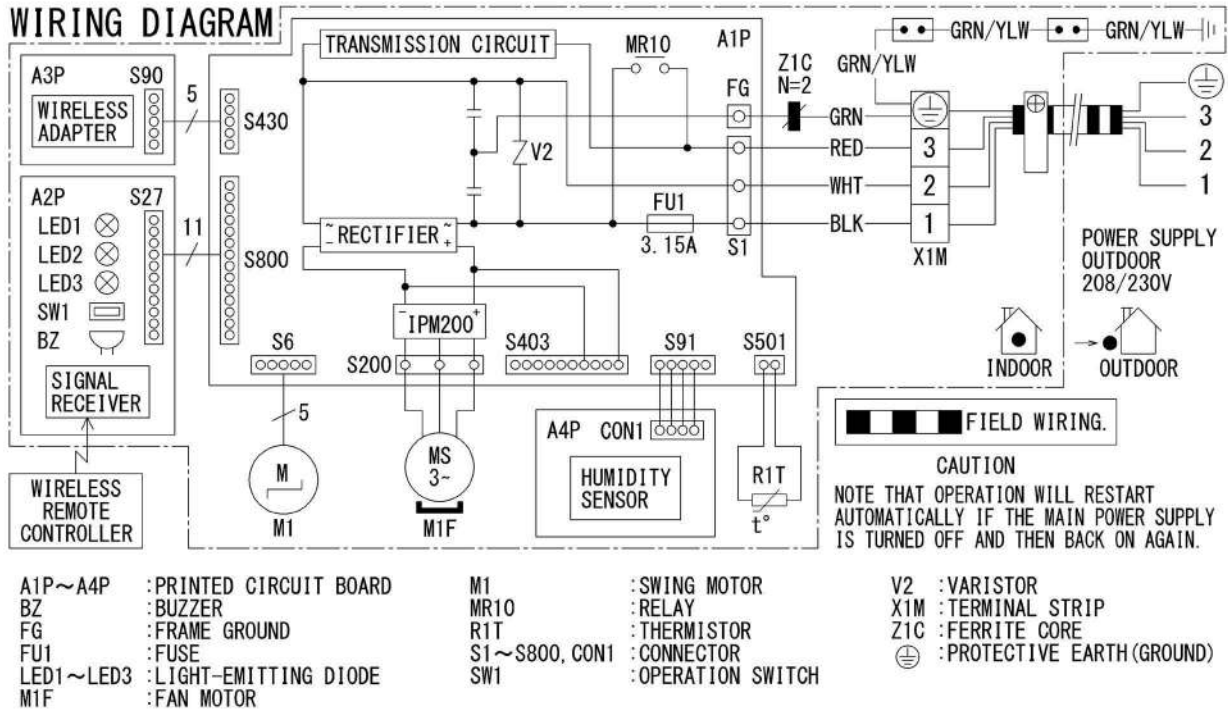 WIRING DIAGRAM
TRANSMISSION CIRCUIT
MR10
A1P
GRN/YLW
GRN/YLW
GRN/YLW
A3P
S90
WIRELESS
ADAPTER
5
S430
Z1C
N=2
FG
GRN
RED
WHT
BLK
3
2
1
X1M
3
2
1
V2
FU1
3.15A
S1
A2P
S27
LED1
LED2
LED3
SW1
BZ
11
S800
SIGNAL
RECEIVER
~
-
RECTIFIER
~
+
POWER SUPPLY
OUTDOOR
208/230V
-
IPM200
+
S6
S200
S403
S91
S501
INDOOR
OUTDOOR
5
A4P
CON1
HUMIDITY
SENSOR
R1T
t°
M
M1
MS
3~
M1F
WIRELESS
REMOTE
CONTROLLER
FIELD WIRING.
CAUTION
NOTE THAT OPERATION WILL RESTART
AUTOMATICALLY IF THE MAIN POWER SUPPLY
IS TURNED OFF AND THEN BACK ON AGAIN.
A1P~A4P :PRINTED CIRCUIT BOARD
BZ :BUZZER
FG :FRAME GROUND
FU1 :FUSE
LED1~LED3 :LIGHT-EMITTING DIODE
M1F :FAN MOTOR
M1 :SWING MOTOR
MR10 :RELAY
R1T :THERMISTOR
S1~S800, CON1 :CONNECTOR
SW1 :OPERATION SWITCH
V2 :VARISTOR
X1M :TERMINAL STRIP
Z1C :FERRITE CORE
:PROTECTIVE EARTH(GROUND)